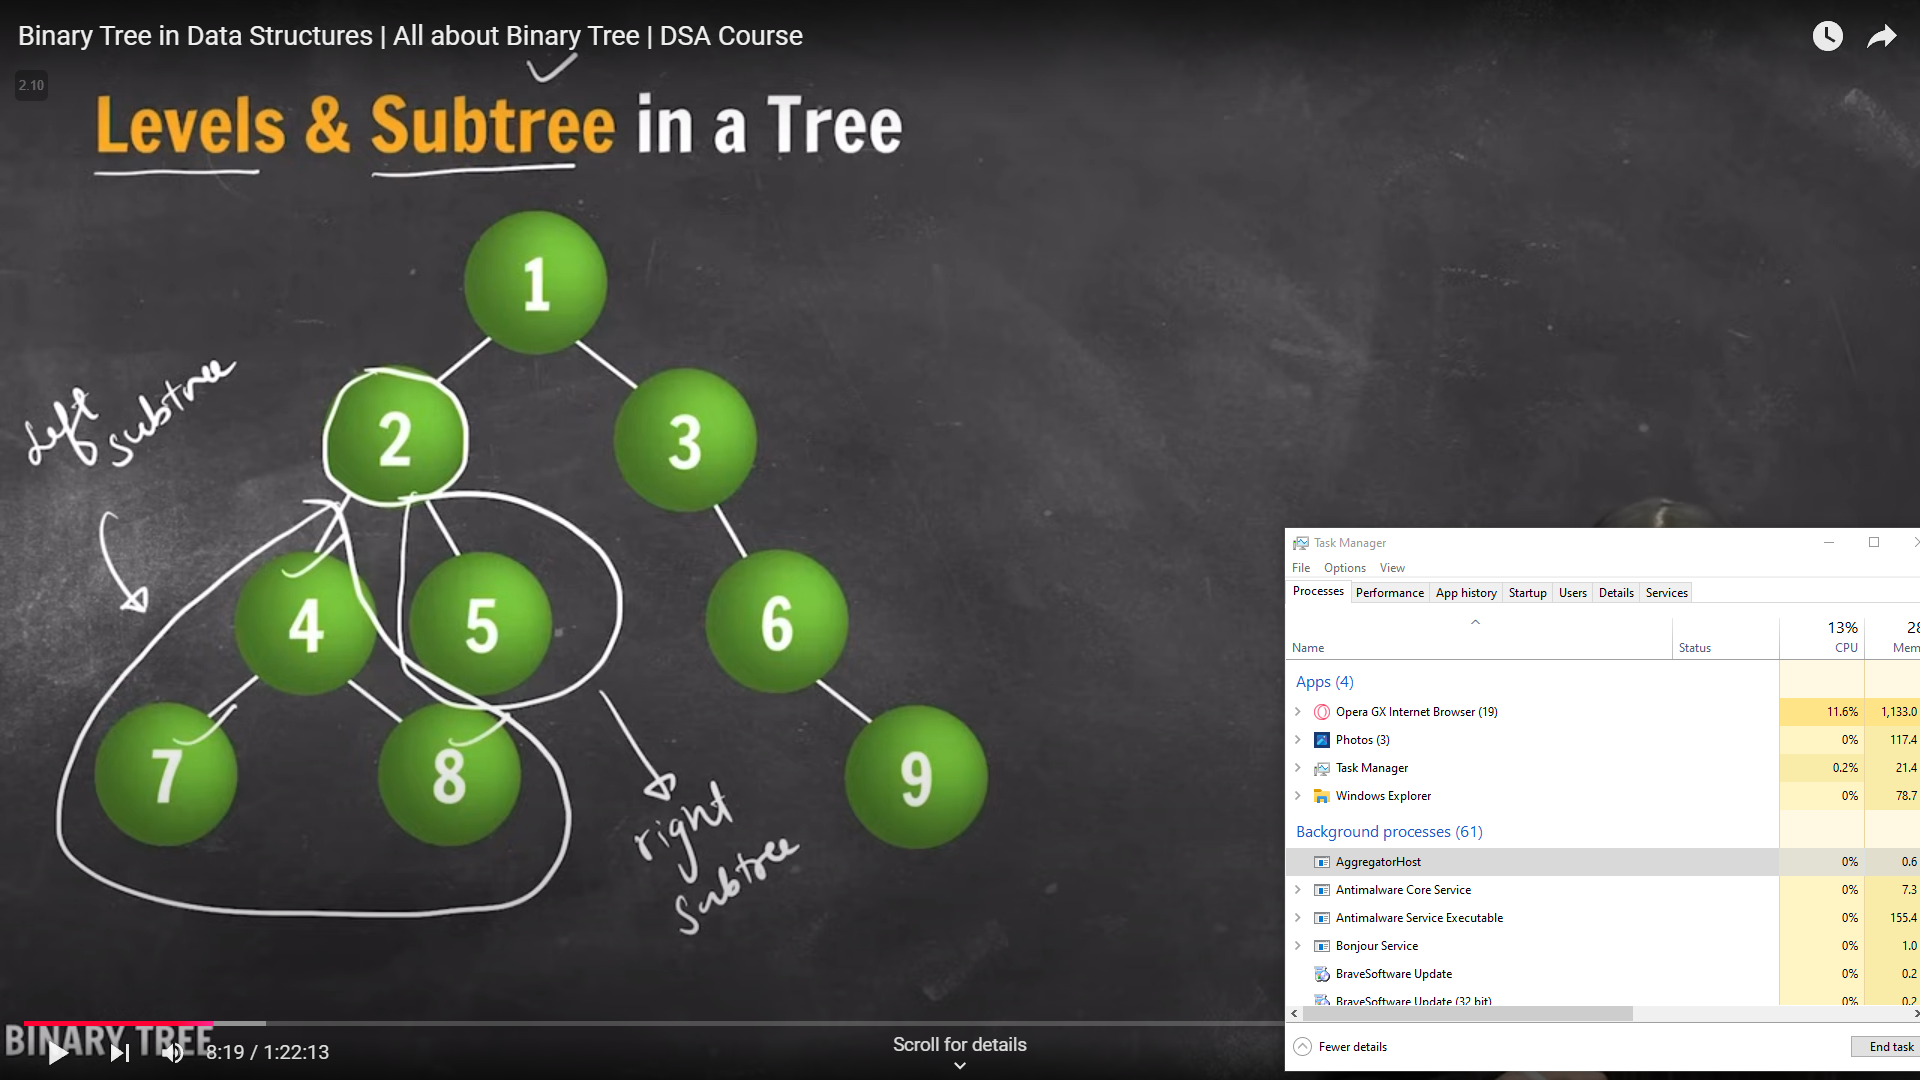 Binary Tree in Data Structures | All about Binary Tree | DSA Course
2.10
Levels & Subtree in a Tree
1
2
3
4
5
6
7
8
9
Left subtree
right
subtree
BINARY TREE
8:19 / 1:22:13
Scroll for details
Task Manager
File Options View
Processes Performance App history Startup Users Details Services
13% 28
Name Status CPU Mem
Apps (4)
Opera GX Internet Browser (19) 11.6% 1,133.0
Photos (3) 0% 117.4
Task Manager 0.2% 21.4
Windows Explorer 0% 78.7
Background processes (61)
AggregatorHost 0% 0.6
Antimalware Core Service 0% 7.3
Antimalware Service Executable 0% 155.4
Bonjour Service 0% 1.0
BraveSoftware Update 0% 0.2
BraveSoftware Update (32 bit) 0% 0.2
Fewer details End task